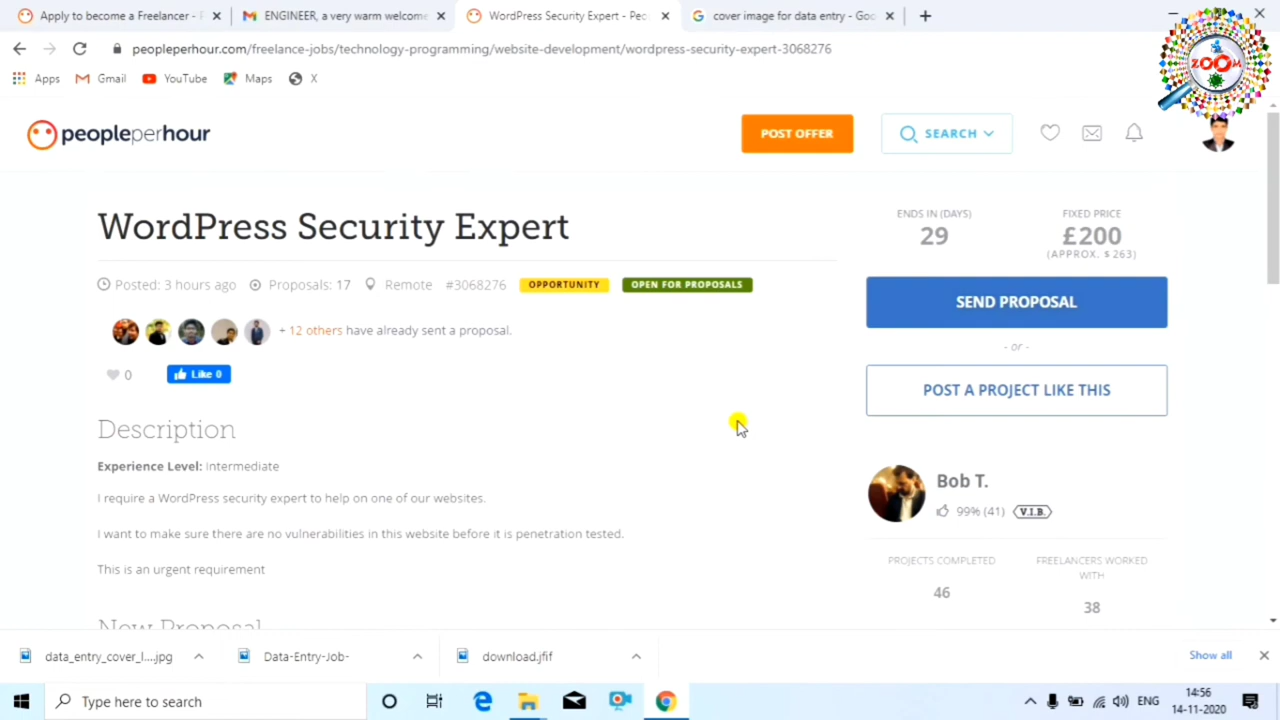 Apply to become a Freelancer - P
ENGINEER, a very warm welcome
WordPress Security Expert - Peo
cover image for data entry - Goo
peopleperhour.com/freelance-jobs/technology-programming/website-development/wordpress-security-expert-3068276
Apps
Gmail
YouTube
Maps
X
ZOOM
peopleperhour
POST OFFER
SEARCH
WordPress Security Expert
Posted: 3 hours ago
Proposals: 17
Remote
#3068276
OPPORTUNITY
OPEN FOR PROPOSALS
+ 12 others have already sent a proposal.
0
Like 0
Description
Experience Level: Intermediate
I require a WordPress security expert to help on one of our websites.
I want to make sure there are no vulnerabilities in this website before it is penetration tested.
This is an urgent requirement
New Proposal
ENDS IN (DAYS)
29
FIXED PRICE
£200
(APPROX. $263)
SEND PROPOSAL
- or -
POST A PROJECT LIKE THIS
Bob T.
99% (41)
V.I.B.
PROJECTS COMPLETED
46
FREELANCERS WORKED
WITH
38
data_entry_cover_l....jpg
Data-Entry-Job-
download.jfif
Show all
Type here to search
ENG
14:56
14-11-2020